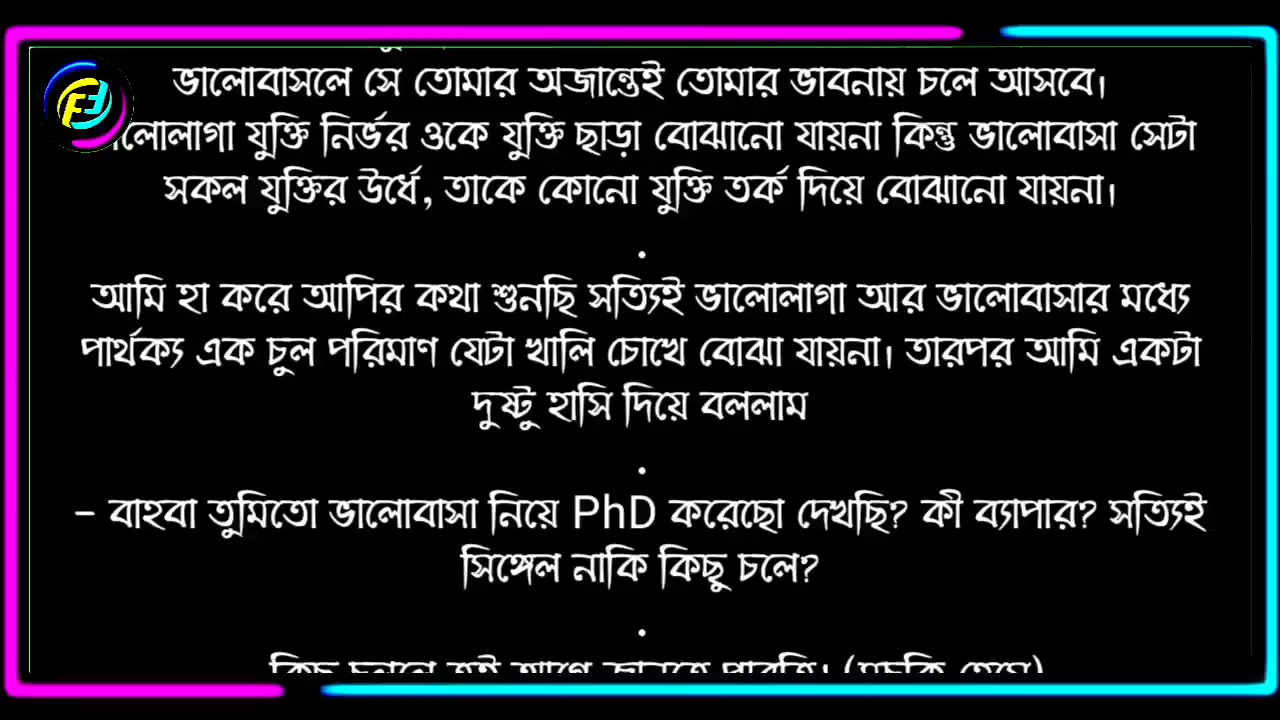 ভালোবাসলে সে তোমার অজান্তেই তোমার ভাবনায় চলে আসবে।
লোলাগা যুক্তি নির্ভর ওকে যুক্তি ছাড়া বোঝানো যায়না কিন্তু ভালোবাসা সেটা
সকল যুক্তির উর্ধে, তাকে কোনো যুক্তি তর্ক দিয়ে বোঝানো যায়না।
.
আমি হা করে আপির কথা শুনছি সত্যিই ভালোলাগা আর ভালোবাসার মধ্যে
পার্থক্য এক চুল পরিমাণ যেটা খালি চোখে বোঝা যায়না। তারপর আমি একটা
দুষ্টু হাসি দিয়ে বললাম
.
– বাহবা তুমিতো ভালোবাসা নিয়ে PhD করেছো দেখছি? কী ব্যাপার? সত্যিই
সিঙ্গেল নাকি কিছু চলে?
.